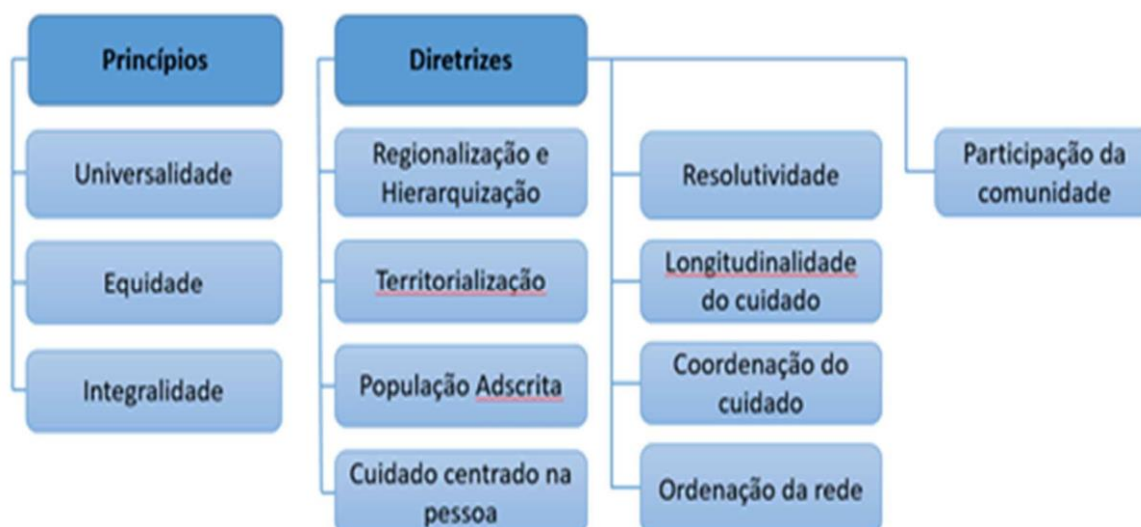 Princípios
Universalidade
Equidade
Integralidade
Diretrizes
Regionalização e
Hierarquização
Territorialização
População Adscrita
Cuidado centrado na
pessoa
Resolutividade
Longitudinalidade
do cuidado
Coordenação do
cuidado
Ordenação da rede
Participação da
comunidade